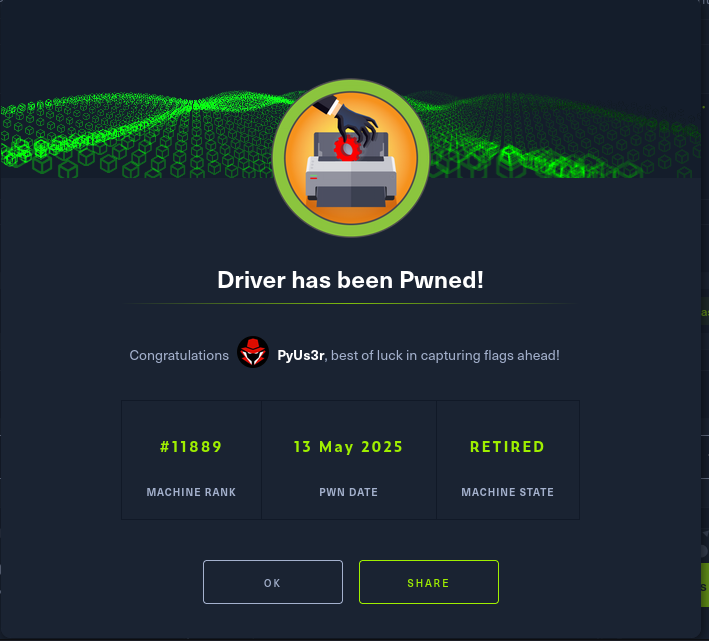 Driver has been Pwned!
Congratulations PyUs3r, best of luck in capturing flags ahead!
#11889 13 May 2025 RETIRED
MACHINE RANK PWN DATE MACHINE STATE
OK SHARE